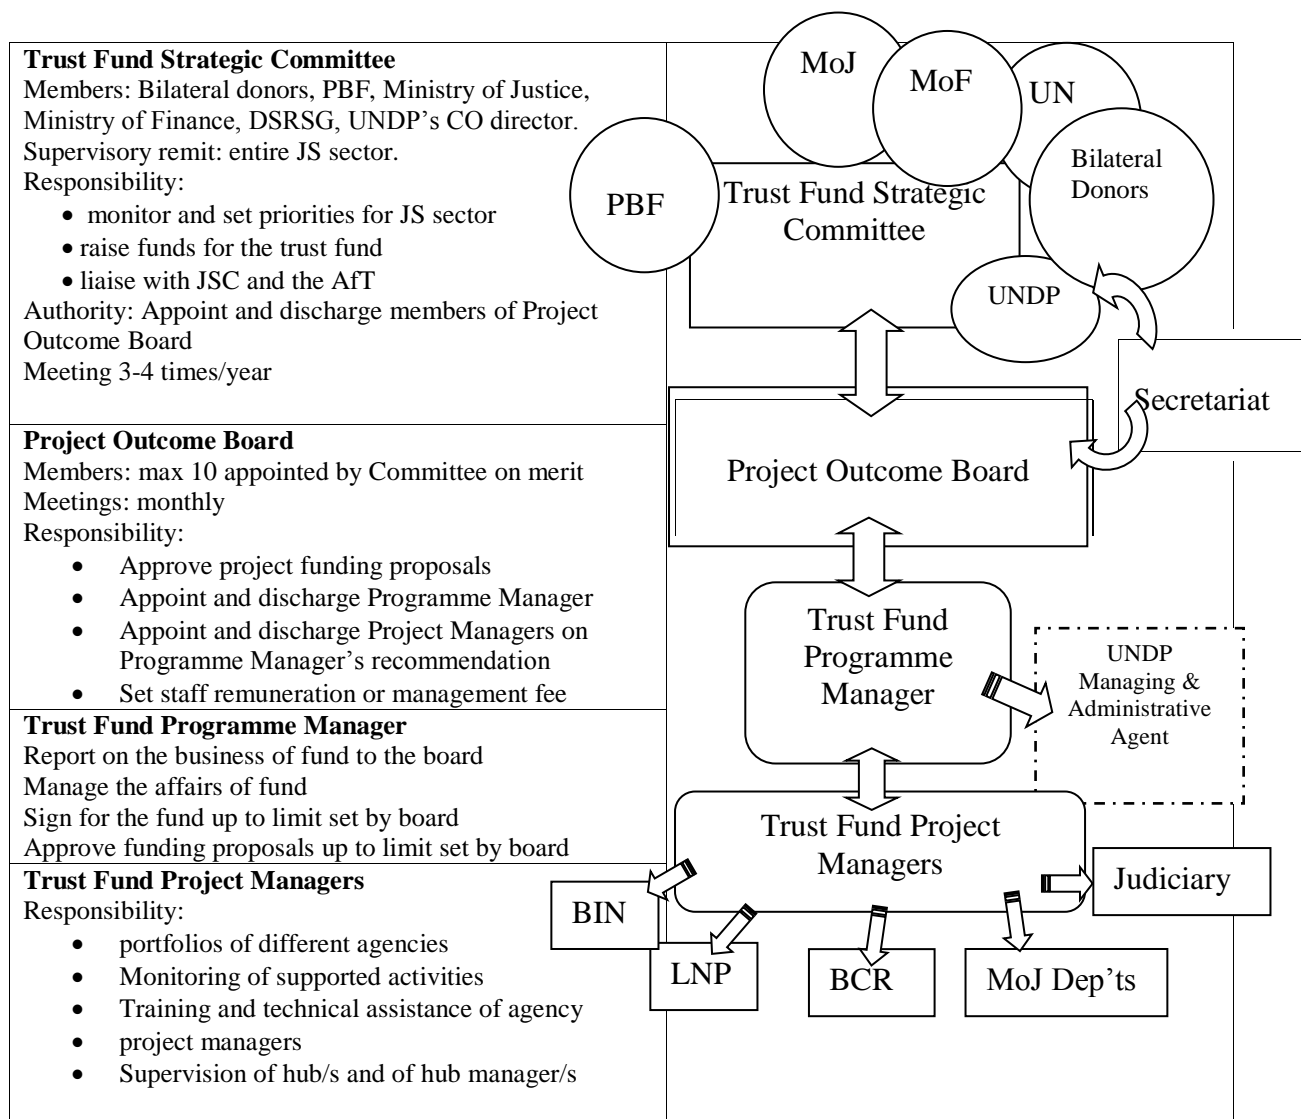 Trust Fund Strategic Committee
Members: Bilateral donors, PBF, Ministry of Justice,
Ministry of Finance, DSRSG, UNDP’s CO director.
Supervisory remit: entire JS sector.
Responsibility:
• monitor and set priorities for JS sector
• raise funds for the trust fund
• liaise with JSC and the AfT
Authority: Appoint and discharge members of Project
Outcome Board
Meeting 3-4 times/year
Project Outcome Board
Members: max 10 appointed by Committee on merit
Meetings: monthly
Responsibility:
• Approve project funding proposals
• Appoint and discharge Programme Manager
• Appoint and discharge Project Managers on
Programme Manager’s recommendation
• Set staff remuneration or management fee
Trust Fund Programme Manager
Report on the business of fund to the board
Manage the affairs of fund
Sign for the fund up to limit set by board
Approve funding proposals up to limit set by board
Trust Fund Project Managers
Responsibility:
• portfolios of different agencies
• Monitoring of supported activities
• Training and technical assistance of agency
• project managers
• Supervision of hub/s and of hub manager/s
MoJ
MoF
UN
Bilateral
Donors
PBF
Trust Fund Strategic
Committee
UNDP
Secretariat
Project Outcome Board
Trust Fund
Programme
Manager
UNDP
Managing &
Administrative
Agent
Trust Fund Project
Managers
Judiciary
BIN
LNP
BCR
MoJ Dep’ts